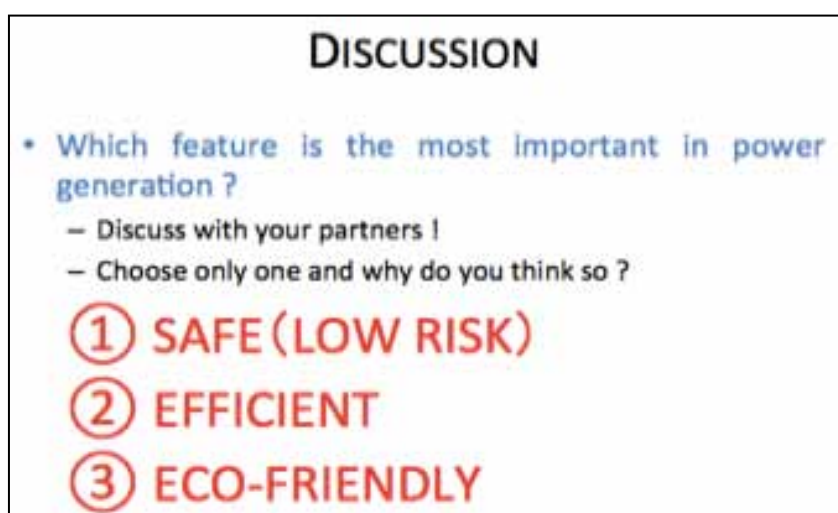 DISCUSSION
• Which feature is the most important in power
generation ?
– Discuss with your partners !
– Choose only one and why do you think so ?
① SAFE（LOW RISK）
② EFFICIENT
③ ECO-FRIENDLY